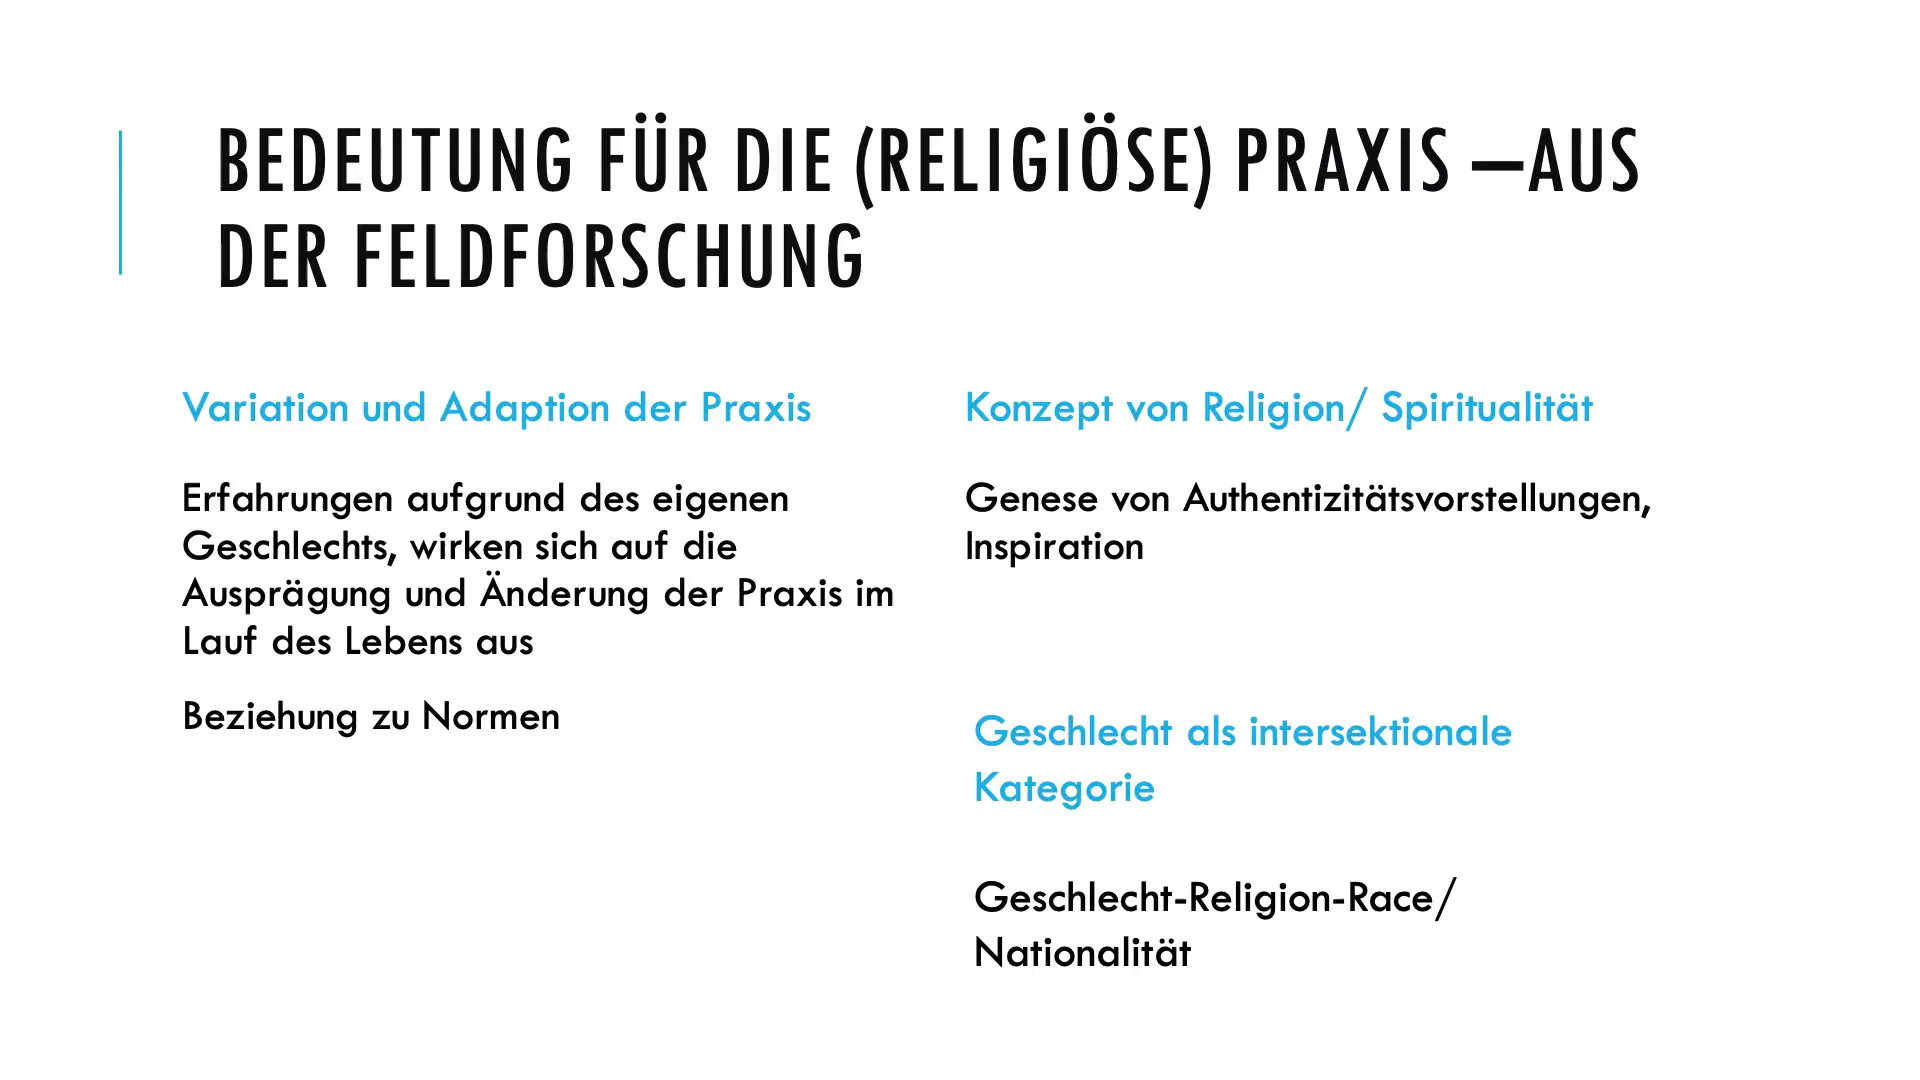 BEDEUTUNG FÜR DIE (RELIGIÖSE) PRAXIS –AUS
DER FELDFORSCHUNG
Variation und Adaption der Praxis
Erfahrungen aufgrund des eigenen
Geschlechts, wirken sich auf die
Ausprägung und Änderung der Praxis im
Lauf des Lebens aus
Beziehung zu Normen
Konzept von Religion/ Spiritualität
Genese von Authentizitätsvorstellungen,
Inspiration
Geschlecht als intersektionale
Kategorie
Geschlecht-Religion-Race/
Nationalität